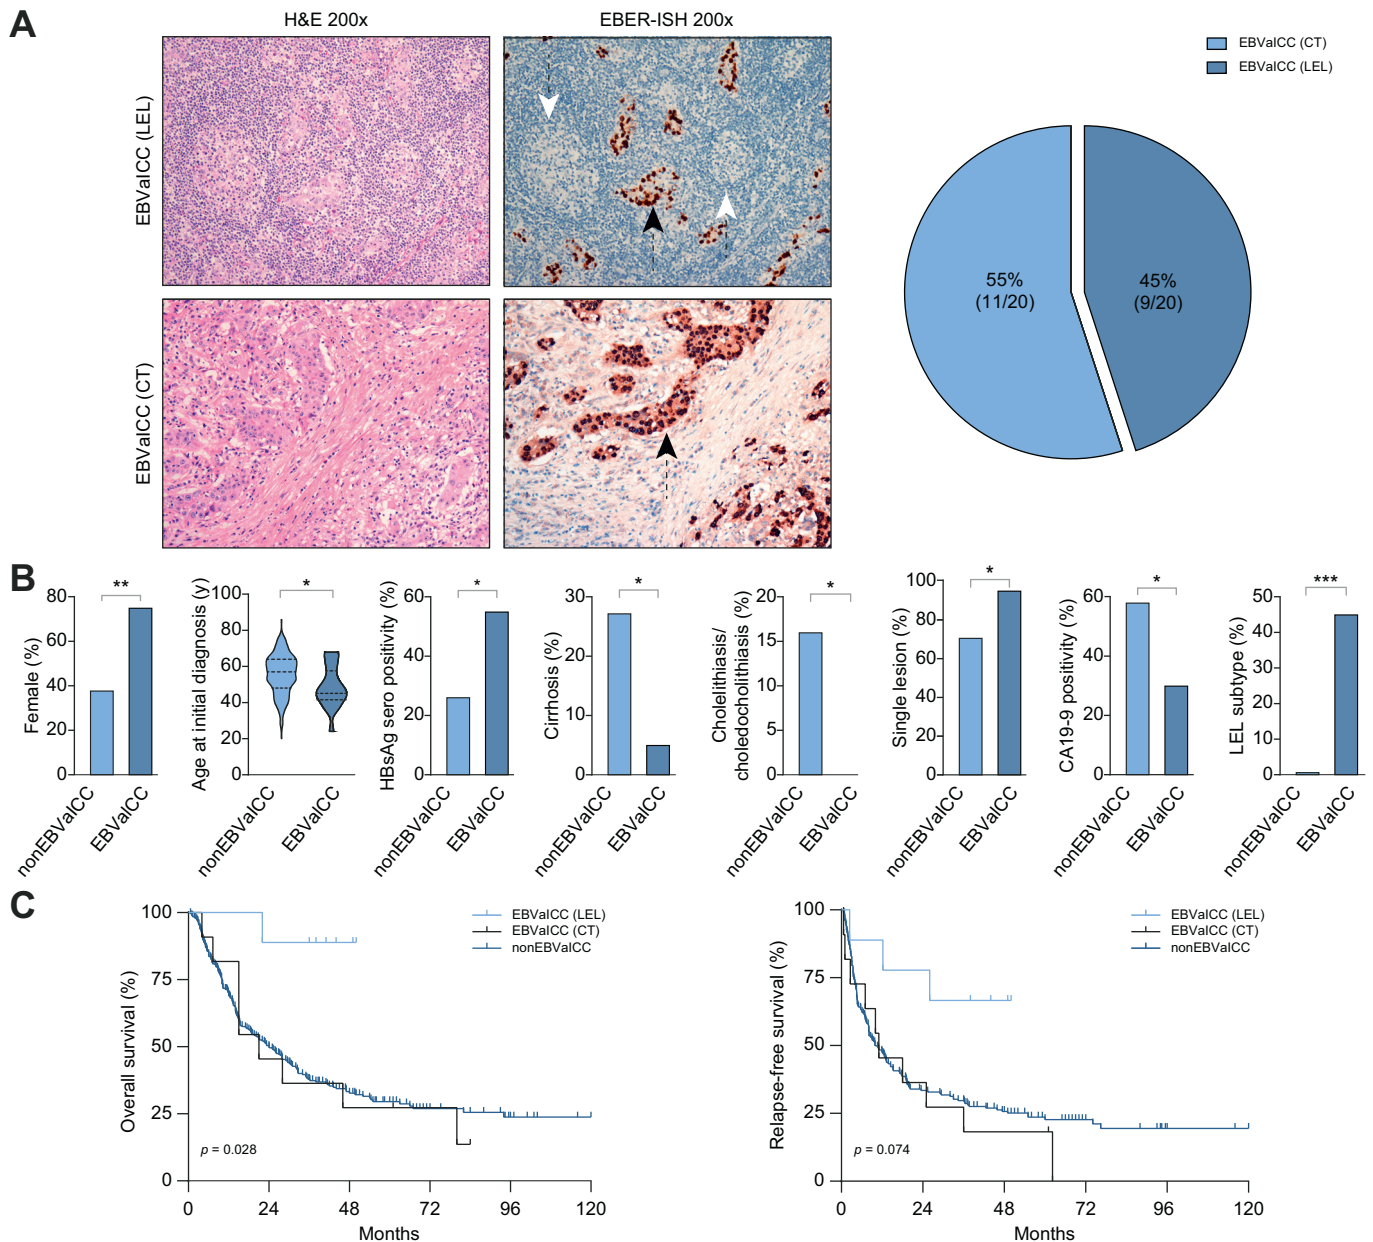 A
H&E 200x
EBER-ISH 200x
EBVaICC (LEL)
EBVaICC (CT)
EBVaICC (CT)
EBVaICC (LEL)
55%
(11/20)
45%
(9/20)
B
Female (%)
80
60
40
20
0
**
nonEBVaICC
EBVaICC
Age at initial diagnosis (y)
100
80
60
40
20
0
*
nonEBVaICC
EBVaICC
HBsAg sero positivity (%)
60
40
20
0
*
nonEBVaICC
EBVaICC
Cirrhosis (%)
30
20
10
0
*
nonEBVaICC
EBVaICC
Cholelithiasis/
choledocholithiasis (%)
20
15
10
5
0
*
nonEBVaICC
EBVaICC
Single lesion (%)
100
80
60
40
20
0
*
nonEBVaICC
EBVaICC
CA19-9 positivity (%)
60
40
20
0
*
nonEBVaICC
EBVaICC
LEL subtype (%)
50
40
30
20
10
0
***
nonEBVaICC
EBVaICC
C
Overall survival (%)
100
75
50
25
0
EBVaICC (LEL)
EBVaICC (CT)
nonEBVaICC
p = 0.028
0 24 48 72 96 120
Months
Relapse-free survival (%)
100
75
50
25
0
EBVaICC (LEL)
EBVaICC (CT)
nonEBVaICC
p = 0.074
0 24 48 72 96 120
Months